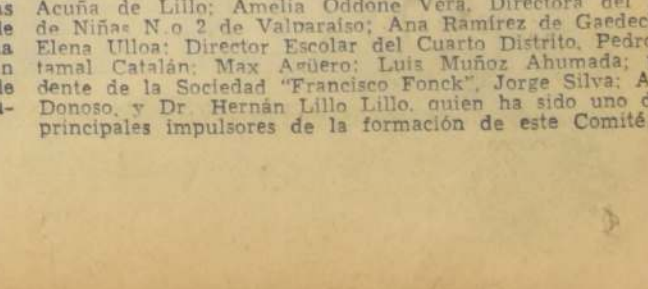 as Acuña de Lillo; Amelia Oddone Vera, Directora del
de de Niñas N.o 2 de Valparaíso; Ana Ramírez de Gaedec
a Elena Ulloa; Director Escolar del Cuarto Distrito, Pedro
n tamal Catalán; Max Agüero; Luis Muñoz Ahumada;
de dente de la Sociedad "Francisco Fonck", Jorge Silva; A
i- Donoso, y Dr. Hernán Lillo Lillo, quien ha sido uno d
principales impulsores de la formación de este Comité